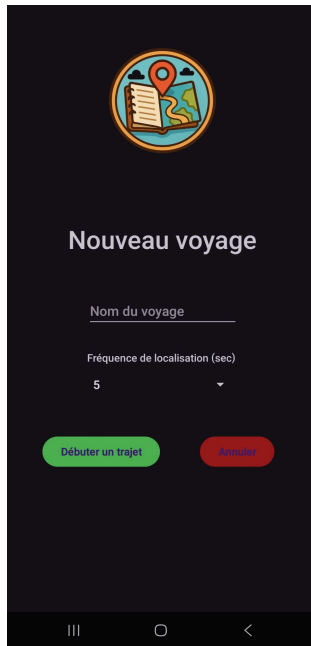 Nouveau voyage
Nom du voyage
Fréquence de localisation (sec)
5
Débuter un trajet
Annuler